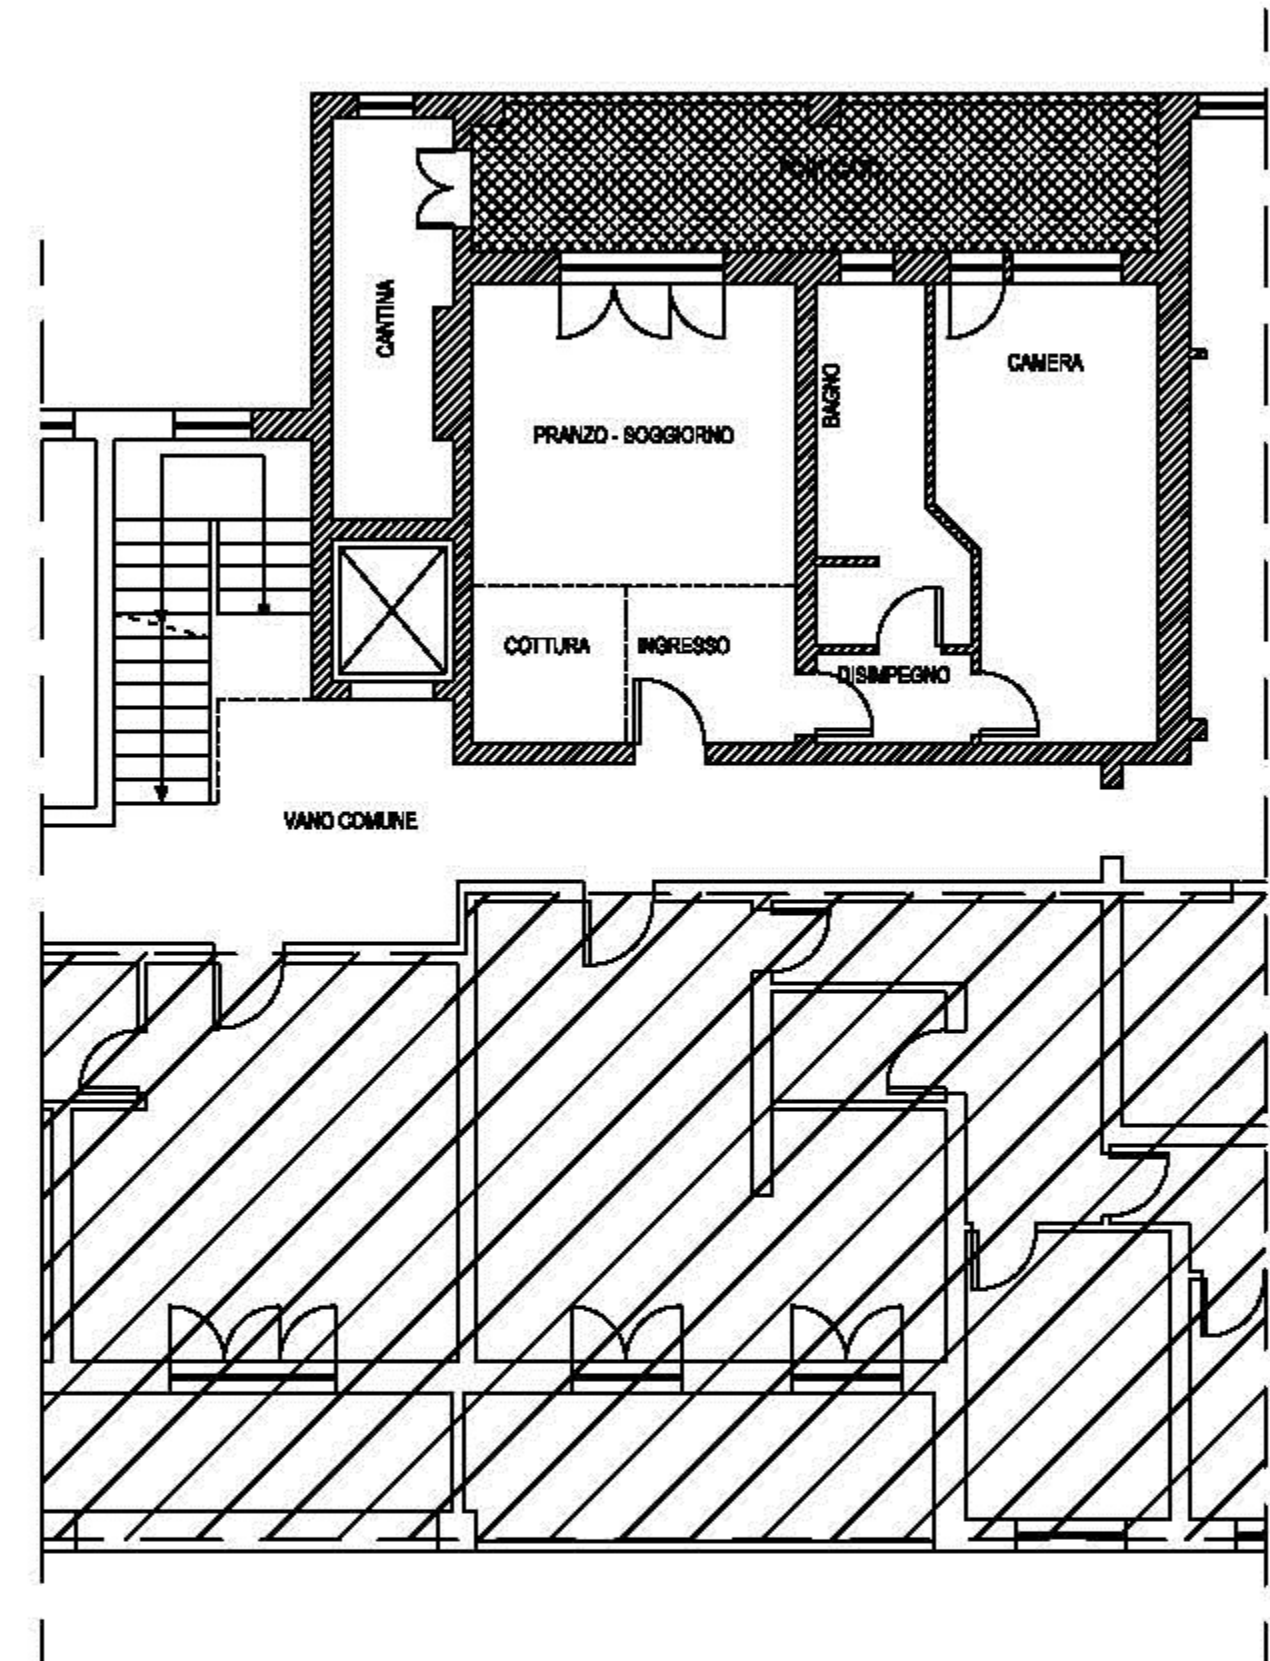 CANTINA
CAMERA
BAGNO
PRANZO - SOGGIORNO
COTTURA
INGRESSO
DISIMPEGNO
VANO COMUNE